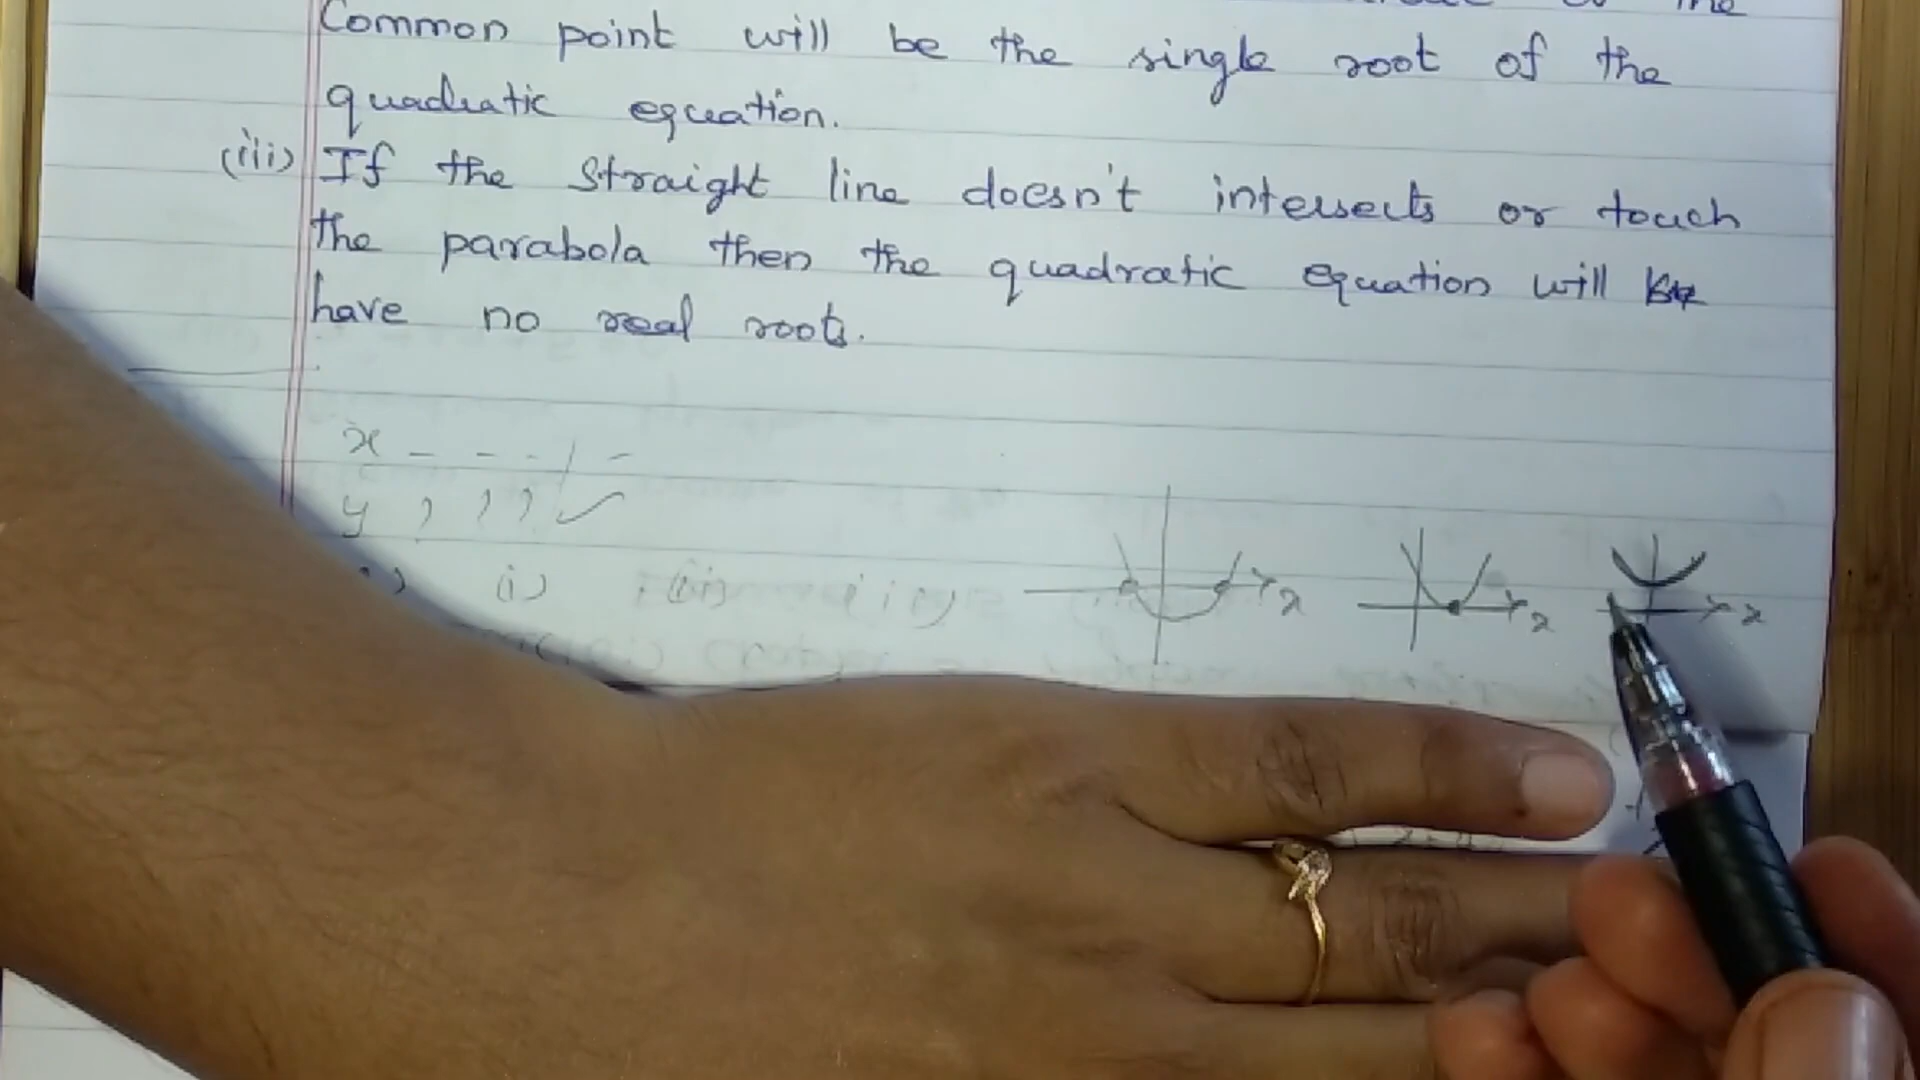 the
Common point will be the single root of the
quadratic equation.
(iii) If the straight line doesn't intersects or touch
the parabola then the quadratic equation will
have no real roots.
x - - - / -
y , , ,
(i)
x x x